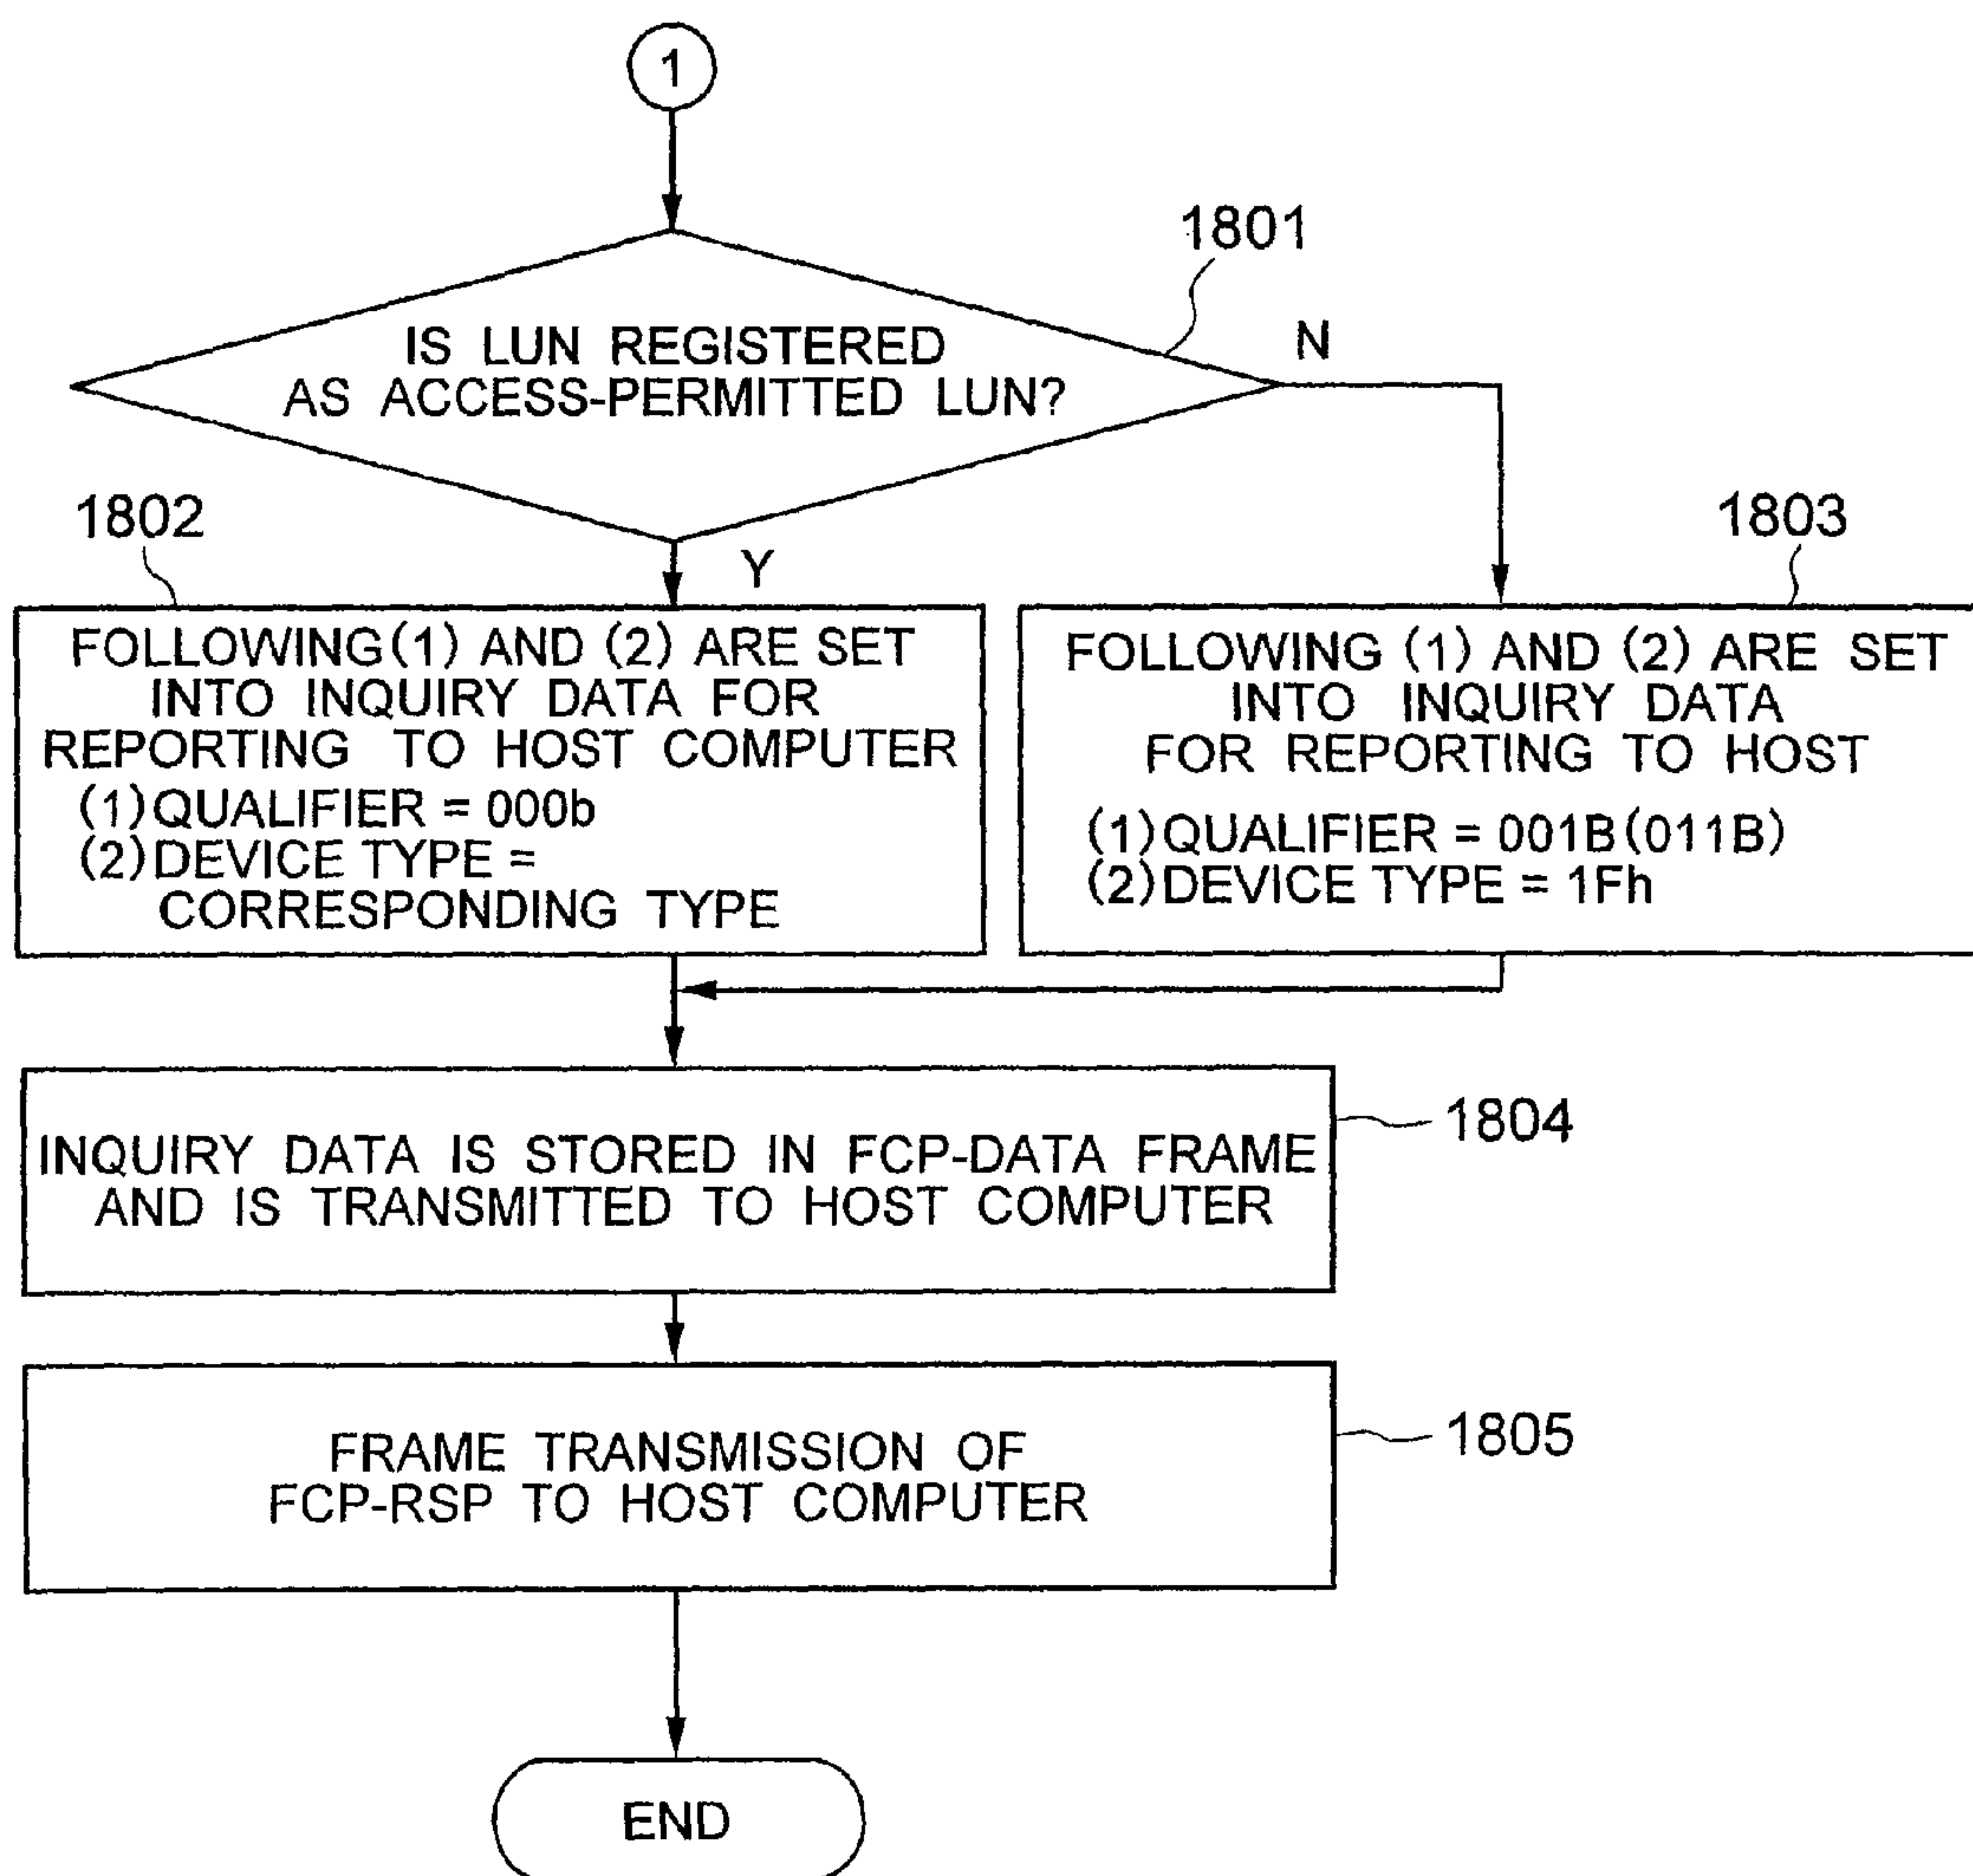 1
1801
IS LUN REGISTERED
AS ACCESS-PERMITTED LUN?
N
1802
Y
1803
FOLLOWING(1) AND (2) ARE SET
INTO INQUIRY DATA FOR
REPORTING TO HOST COMPUTER
(1)QUALIFIER = 000b
(2)DEVICE TYPE =
CORRESPONDING TYPE
FOLLOWING (1) AND (2) ARE SET
INTO INQUIRY DATA
FOR REPORTING TO HOST
(1)QUALIFIER = 001B(011B)
(2)DEVICE TYPE = 1Fh
1804
INQUIRY DATA IS STORED IN FCP-DATA FRAME
AND IS TRANSMITTED TO HOST COMPUTER
1805
FRAME TRANSMISSION OF
FCP-RSP TO HOST COMPUTER
END